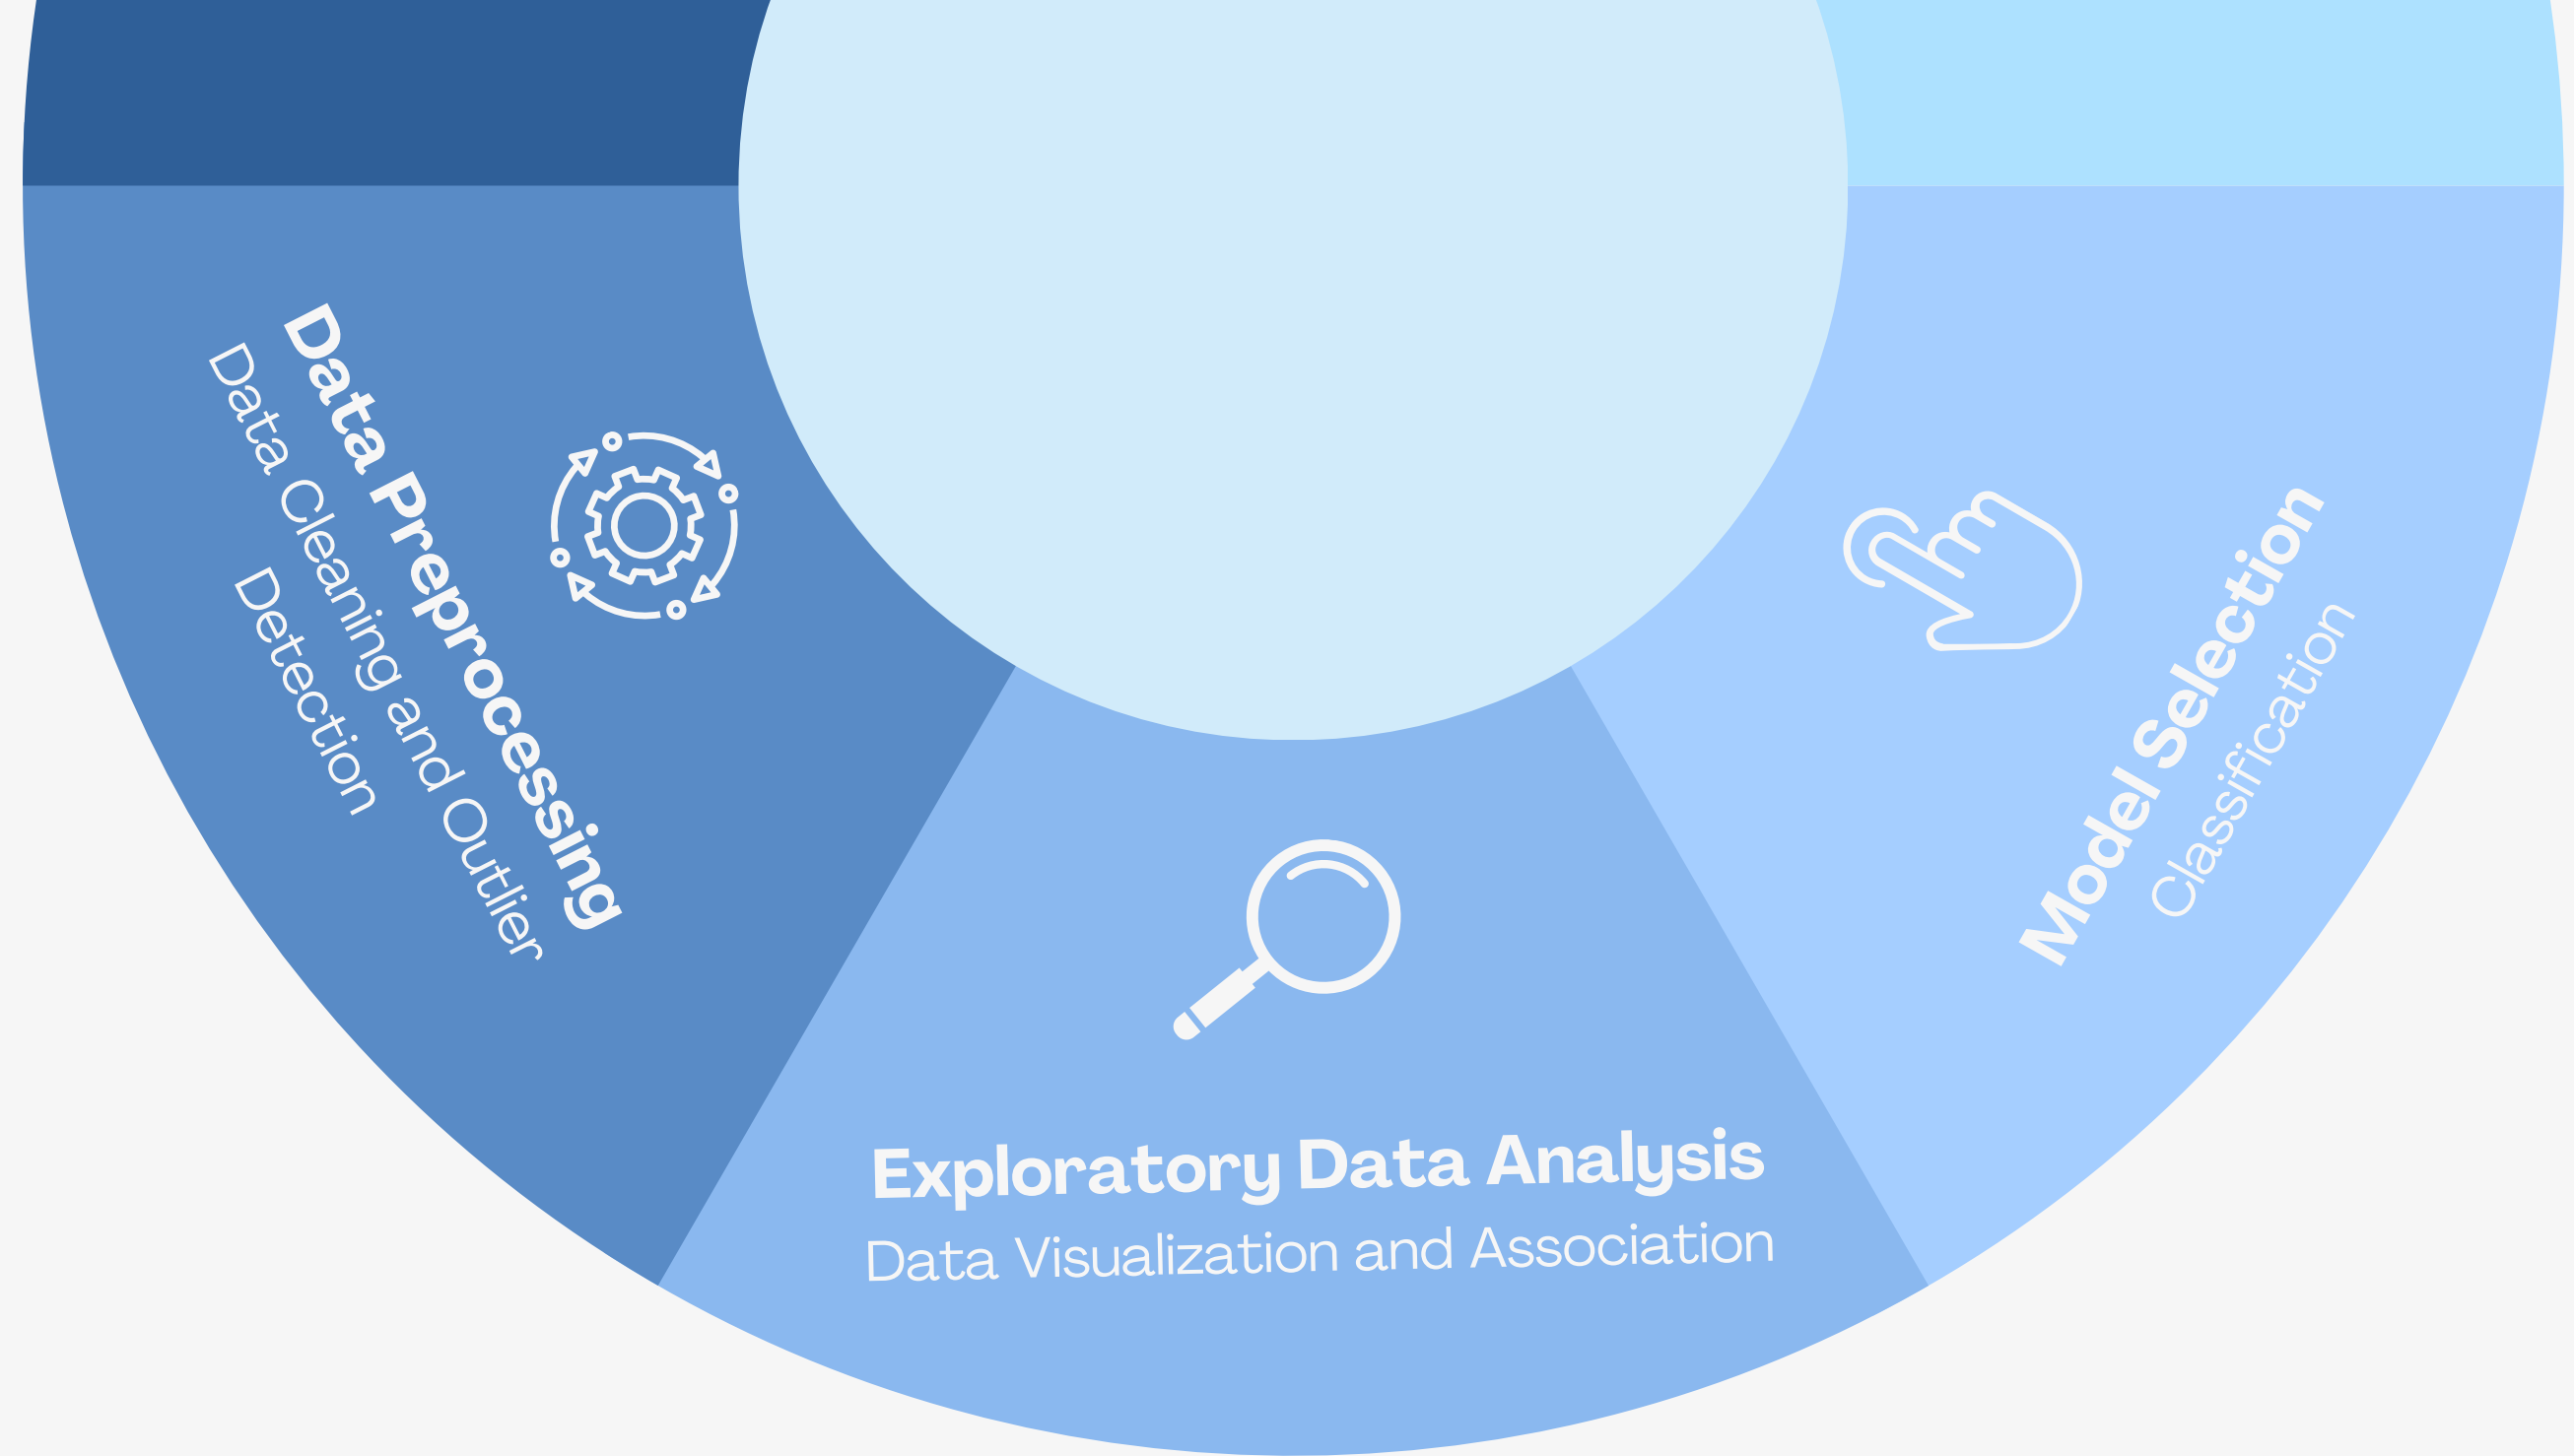 Data Preprocessing
Data Cleaning and Outlier
Detection
Exploratory Data Analysis
Data Visualization and Association
Model Selection
Classification